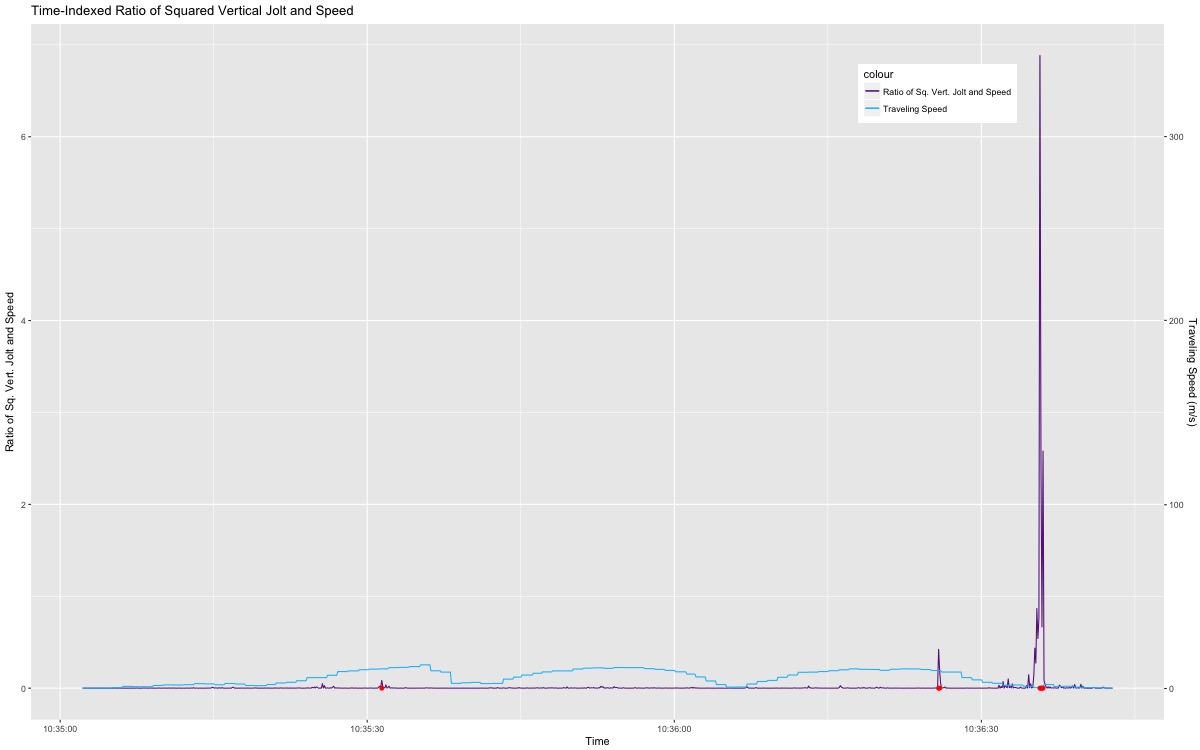 Time-Indexed Ratio of Squared Vertical Jolt and Speed
colour
Ratio of Sq. Vert. Jolt and Speed
Traveling Speed
6
4
2
0
Ratio of Sq. Vert. Jolt and Speed
300
200
100
0
Traveling Speed (m/s)
10:35:00
10:35:30
10:36:00
10:36:30
Time